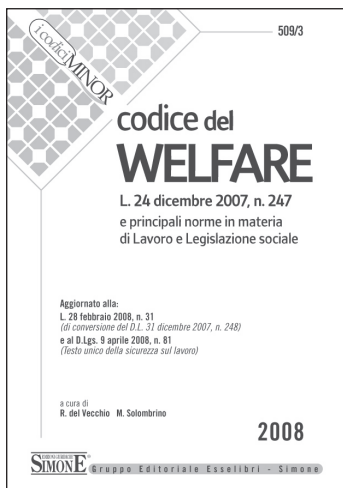 509/3
i codici MINOR
codice del
WELFARE
L. 24 dicembre 2007, n. 247
e principali norme in materia
di Lavoro e Legislazione sociale
Aggiornato alla:
L. 28 febbraio 2008, n. 31
(di conversione del D.L. 31 dicembre 2007, n. 248)
e al D.Lgs. 9 aprile 2008, n. 81
(Testo unico della sicurezza sul lavoro)
a cura di
R. del Vecchio M. Solombrino
2008
EDIZIONI GIURIDICHE
SIMONE®
Gruppo Editoriale Esselibri - Simone